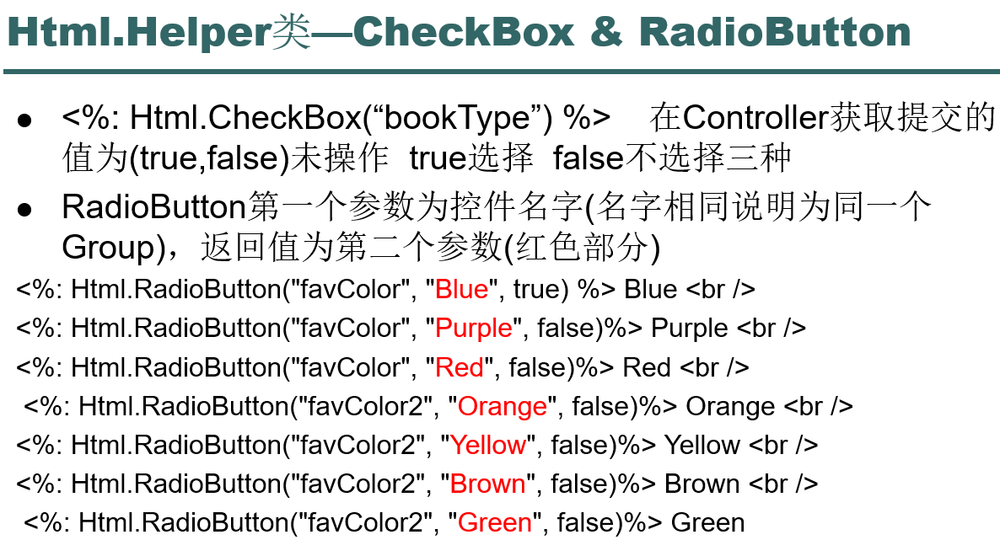 Html.Helper类—CheckBox & RadioButton
● <%: Html.CheckBox(“bookType”) %> 在Controller获取提交的
值为(true,false)未操作 true选择 false不选择三种
● RadioButton第一个参数为控件名字(名字相同说明为同一个
Group)，返回值为第二个参数(红色部分)
<%: Html.RadioButton("favColor", "Blue", true) %> Blue <br />
<%: Html.RadioButton("favColor", "Purple", false)%> Purple <br />
<%: Html.RadioButton("favColor", "Red", false)%> Red <br />
<%: Html.RadioButton("favColor2", "Orange", false)%> Orange <br />
<%: Html.RadioButton("favColor2", "Yellow", false)%> Yellow <br />
<%: Html.RadioButton("favColor2", "Brown", false)%> Brown <br />
<%: Html.RadioButton("favColor2", "Green", false)%> Green